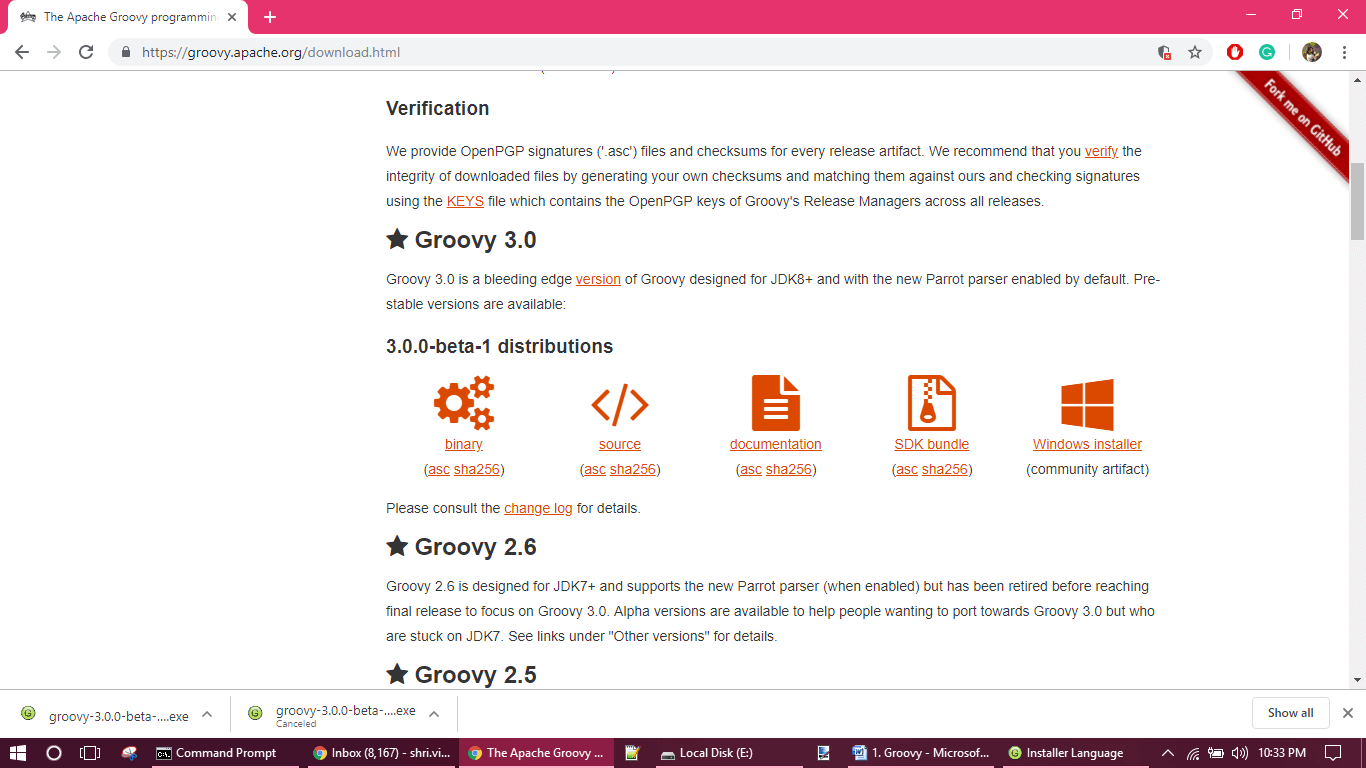 The Apache Groovy programmin
https://groovy.apache.org/download.html
Fork me on GitHub
Verification
We provide OpenPGP signatures ('.asc') files and checksums for every release artifact. We recommend that you verify the
integrity of downloaded files by generating your own checksums and matching them against ours and checking signatures
using the KEYS file which contains the OpenPGP keys of Groovy's Release Managers across all releases.
Groovy 3.0
Groovy 3.0 is a bleeding edge version of Groovy designed for JDK8+ and with the new Parrot parser enabled by default. Pre-
stable versions are available:
3.0.0-beta-1 distributions
binary source documentation SDK bundle Windows installer
(asc sha256) (asc sha256) (asc sha256) (asc sha256) (community artifact)
Please consult the change log for details.
Groovy 2.6
Groovy 2.6 is designed for JDK7+ and supports the new Parrot parser (when enabled) but has been retired before reaching
final release to focus on Groovy 3.0. Alpha versions are available to help people wanting to port towards Groovy 3.0 but who
are stuck on JDK7. See links under "Other versions" for details.
Groovy 2.5
groovy-3.0.0-beta-....exe groovy-3.0.0-beta-....exe Show all
Canceled
Command Prompt Inbox (8,167) - shri.vi... The Apache Groovy ... Local Disk (E:) 1. Groovy - Microsof... Installer Language 10:33 PM